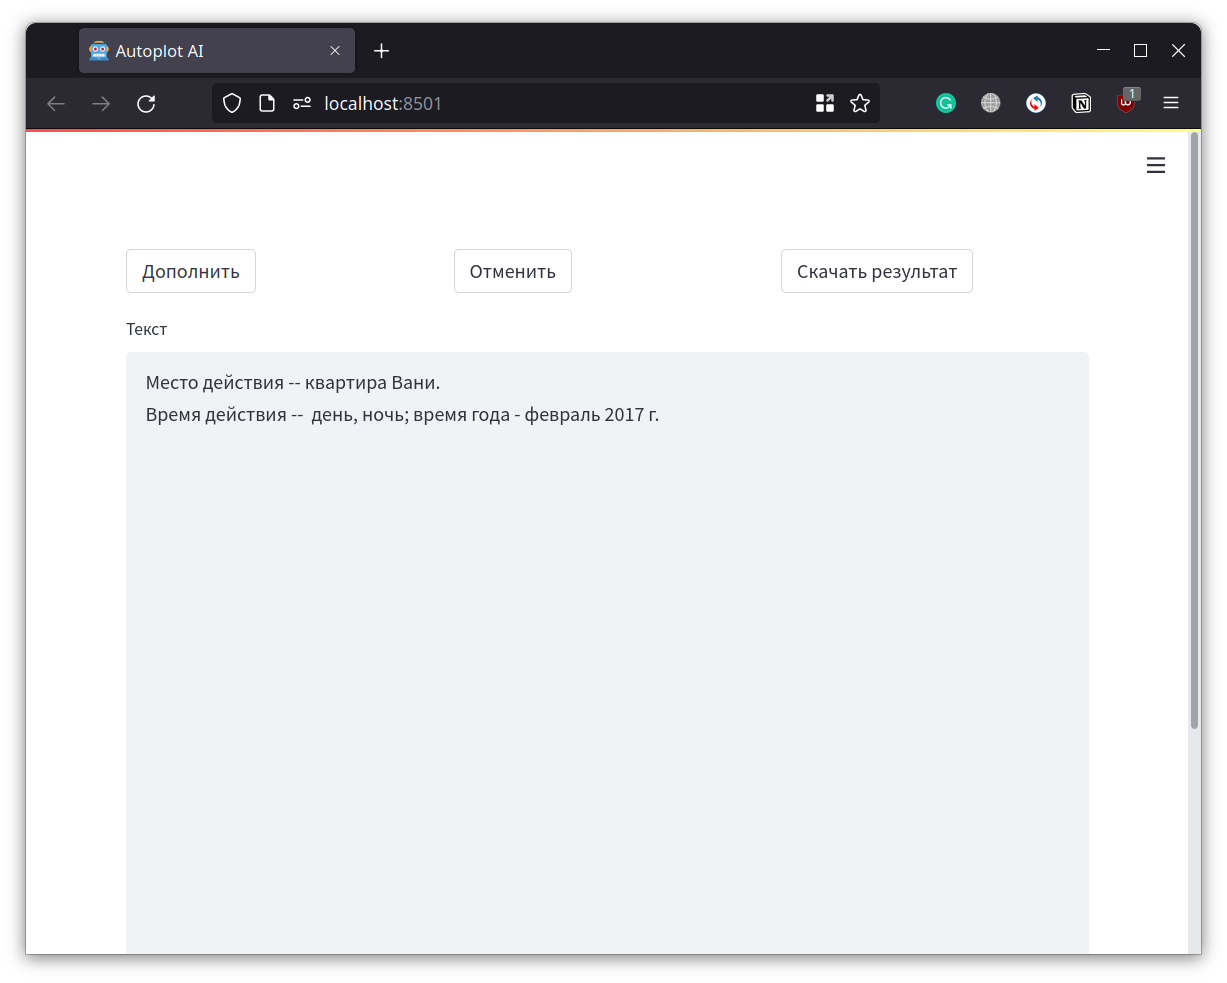 Autoplot AI
localhost:8501
1
Дополнить
Отменить
Скачать результат
Текст
Место действия -- квартира Вани.
Время действия --  день, ночь; время года - февраль 2017 г.